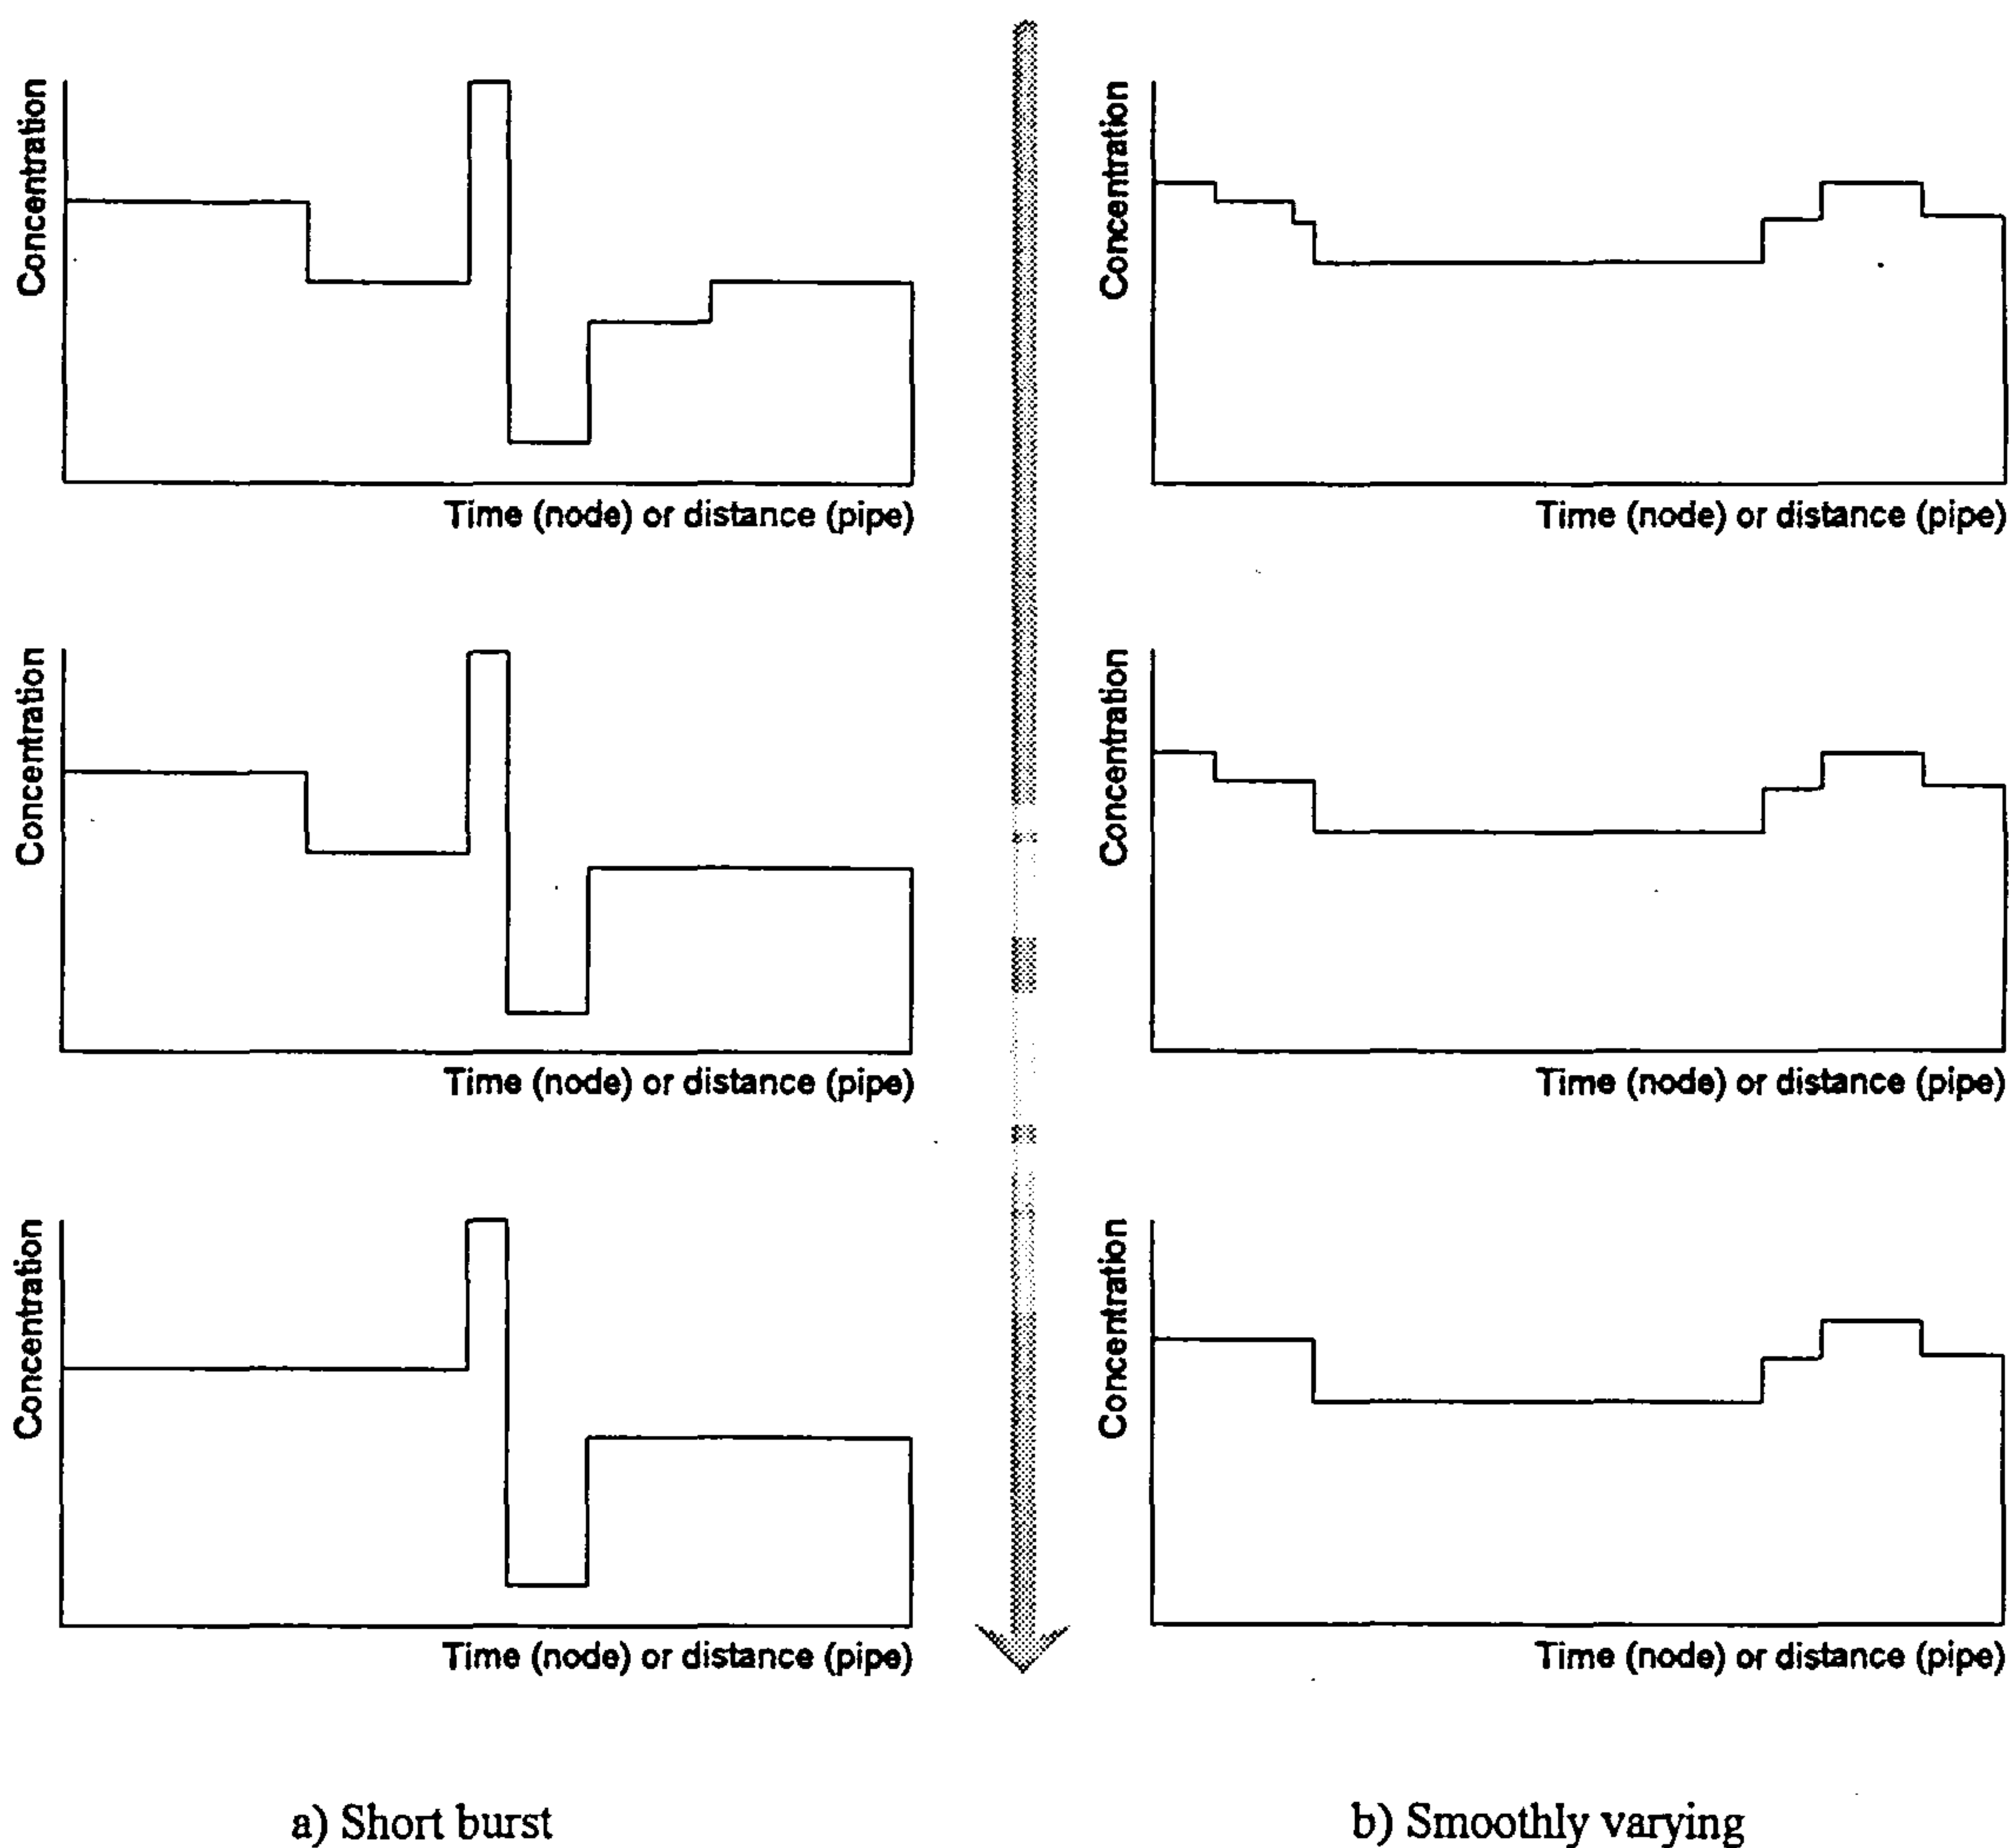 Concentration
Time (node) or distance (pipe)
Concentration
Time (node) or distance (pipe)
Concentration
Time (node) or distance (pipe)
Concentration
Time (node) or distance (pipe)
Concentration
Time (node) or distance (pipe)
Concentration
Time (node) or distance (pipe)
a) Short burst
b) Smoothly varying